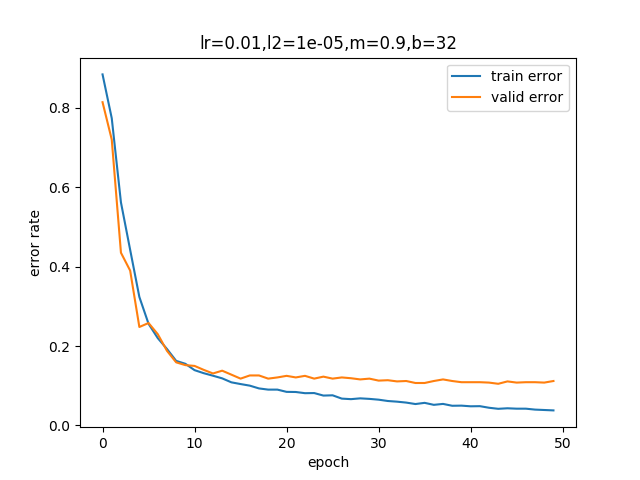 lr=0.01,l2=1e-05,m=0.9,b=32
train error
valid error
0.8
0.6
0.4
0.2
0.0
error rate
0 10 20 30 40 50
epoch